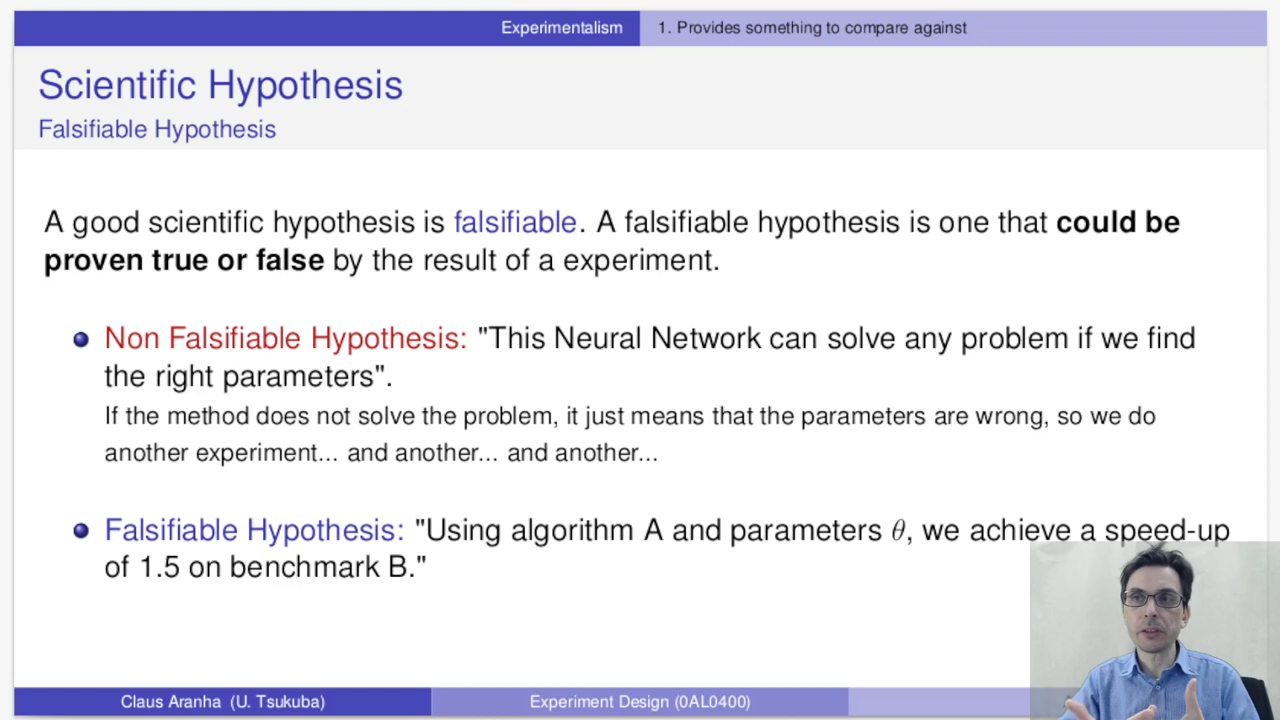 Experimentalism
1. Provides something to compare against
Scientific Hypothesis
Falsifiable Hypothesis
A good scientific hypothesis is falsifiable. A falsifiable hypothesis is one that could be
proven true or false by the result of a experiment.
Non Falsifiable Hypothesis: "This Neural Network can solve any problem if we find
the right parameters".
If the method does not solve the problem, it just means that the parameters are wrong, so we do
another experiment... and another... and another...
Falsifiable Hypothesis: "Using algorithm A and parameters θ, we achieve a speed-up
of 1.5 on benchmark B."
Claus Aranha (U. Tsukuba)
Experiment Design (0AL0400)